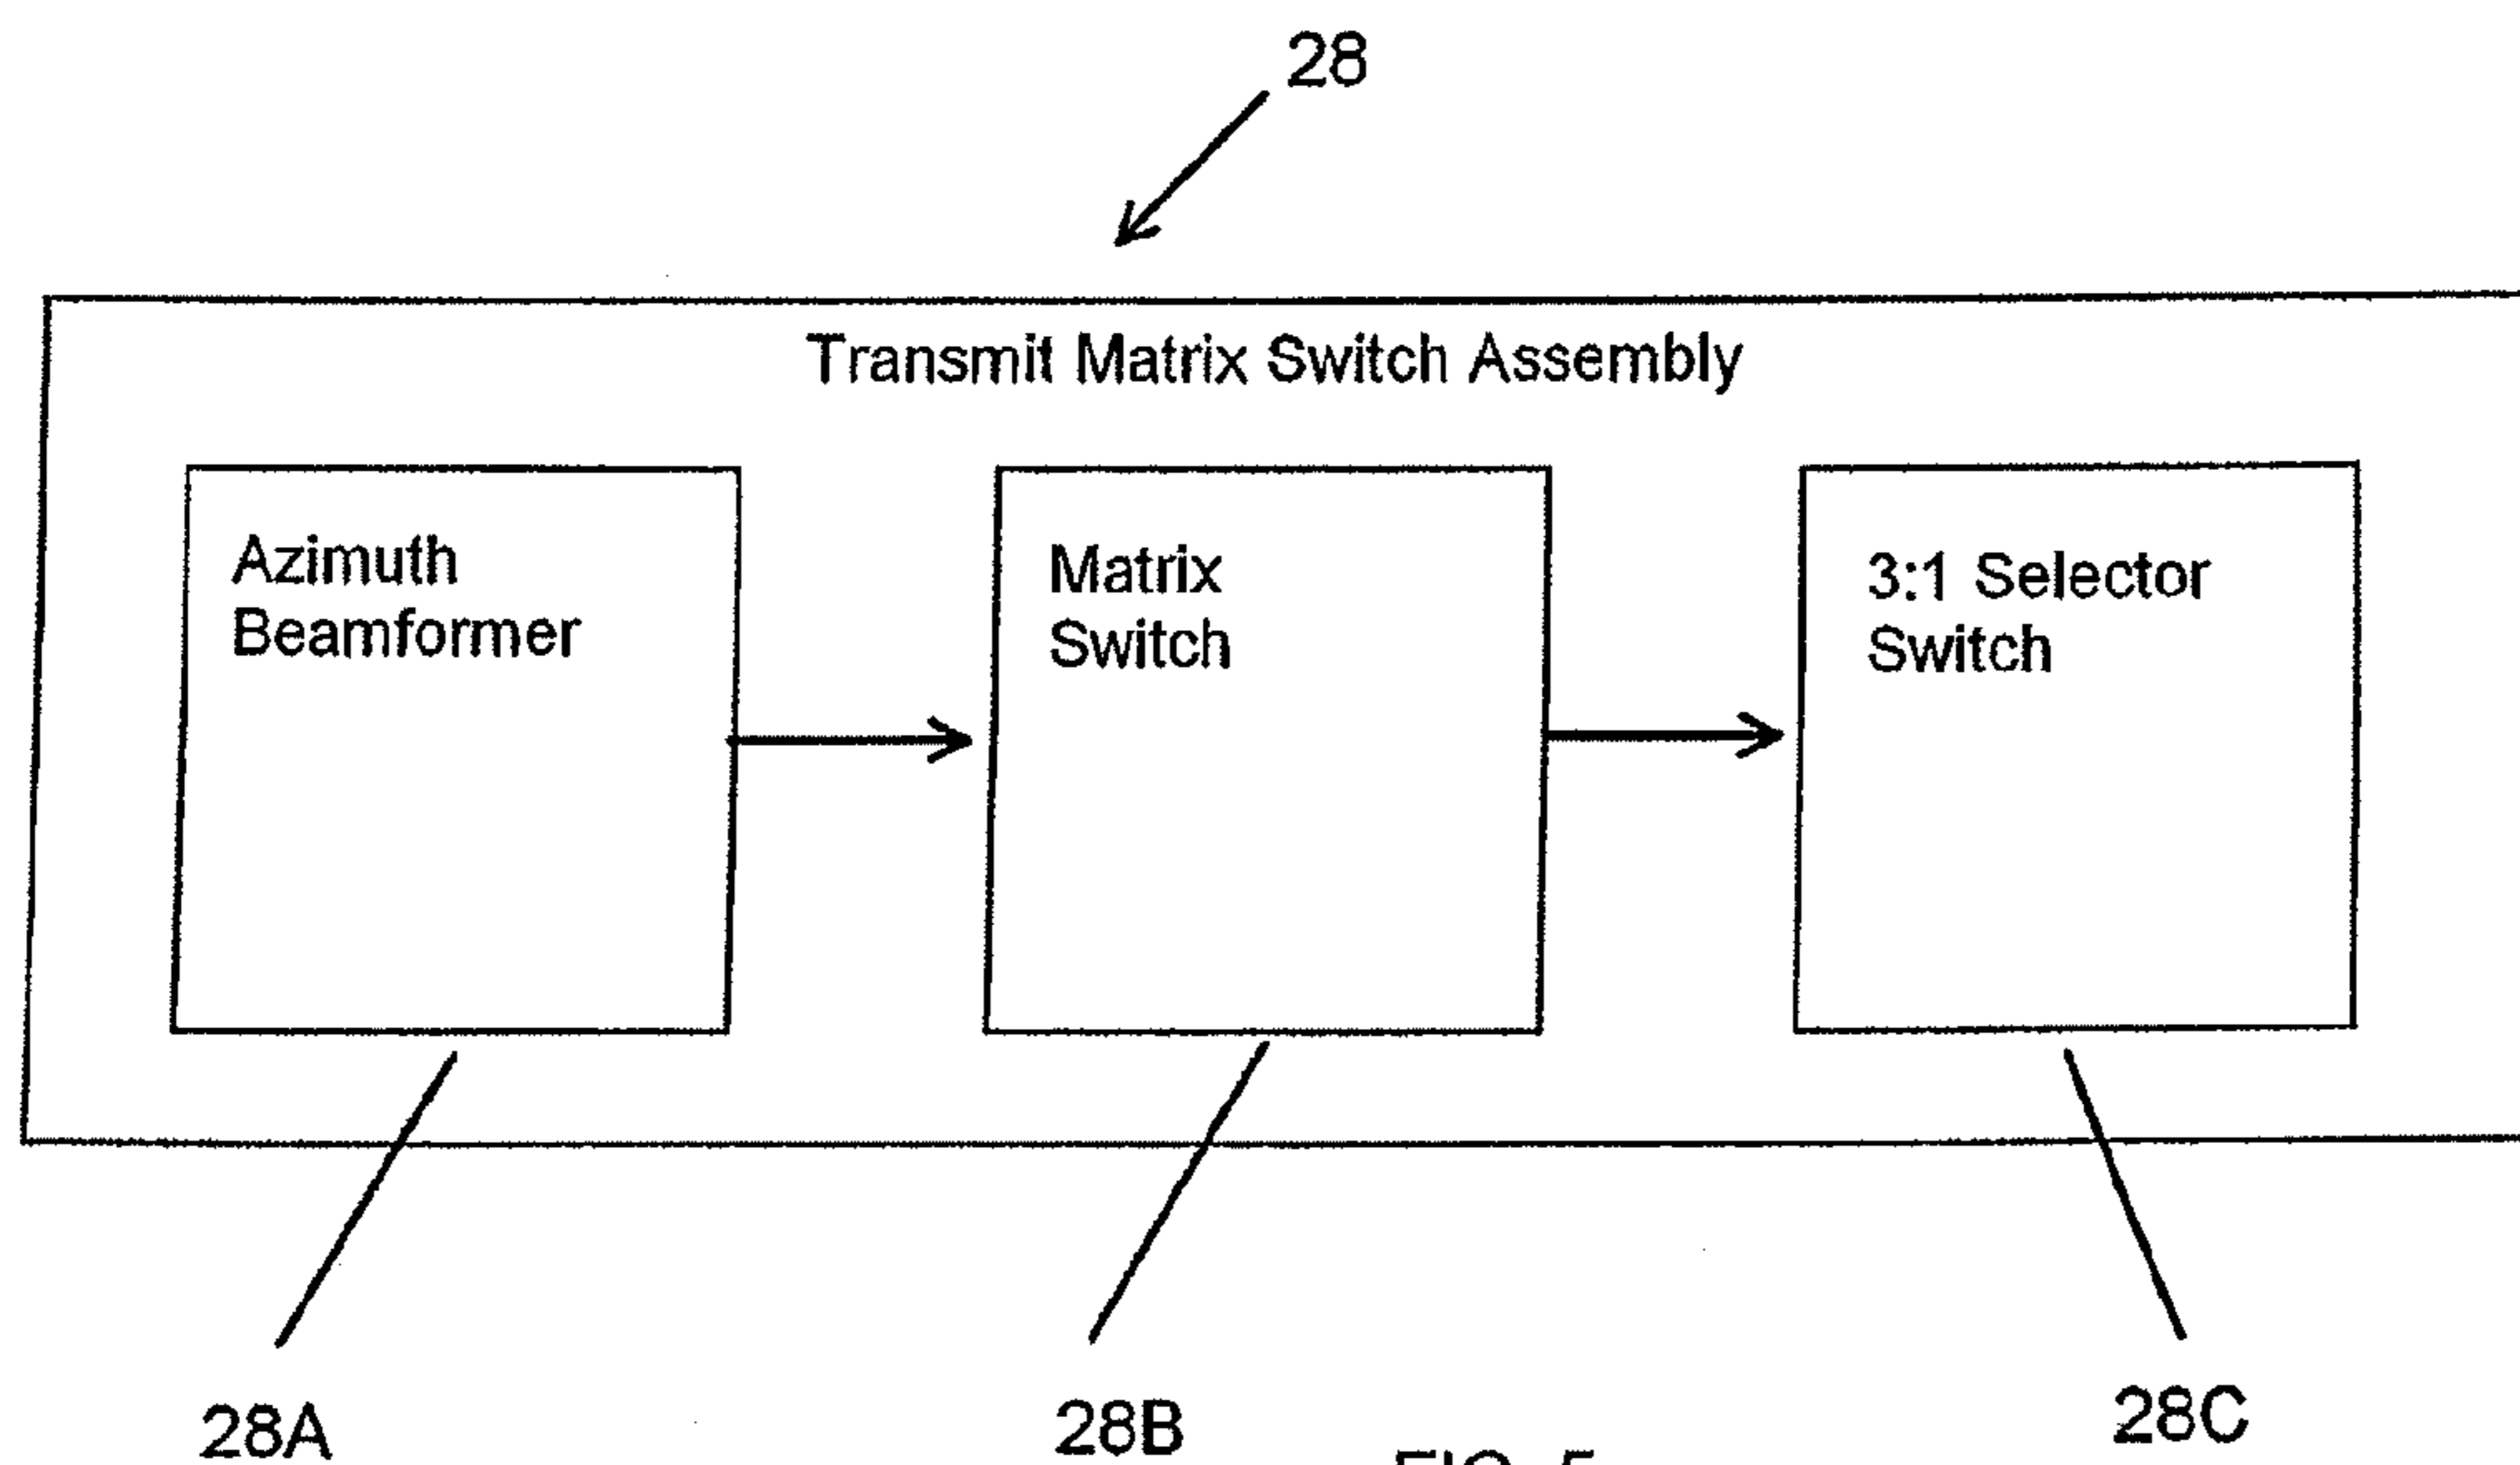 28
Transmit Matrix Switch Assembly
Azimuth
Beamformer
Matrix
Switch
3:1 Selector
Switch
28A
28B
28C